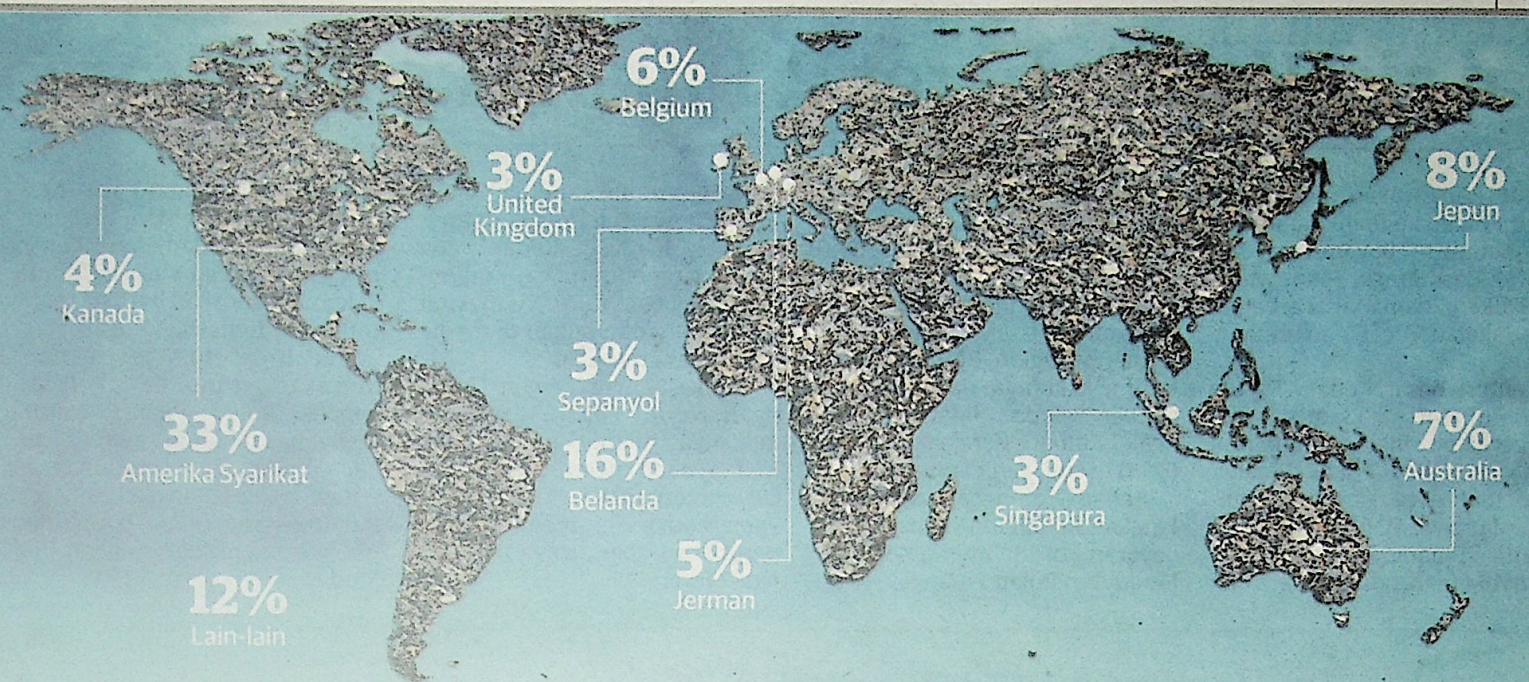 6%
Belgium
3%
United
Kingdom
8%
Jepun
4%
Kanada
3%
Sepanyol
33%
Amerika Syarikat
16%
Belanda
3%
Singapura
7%
Australia
5%
Jerman
12%
Lain-lain